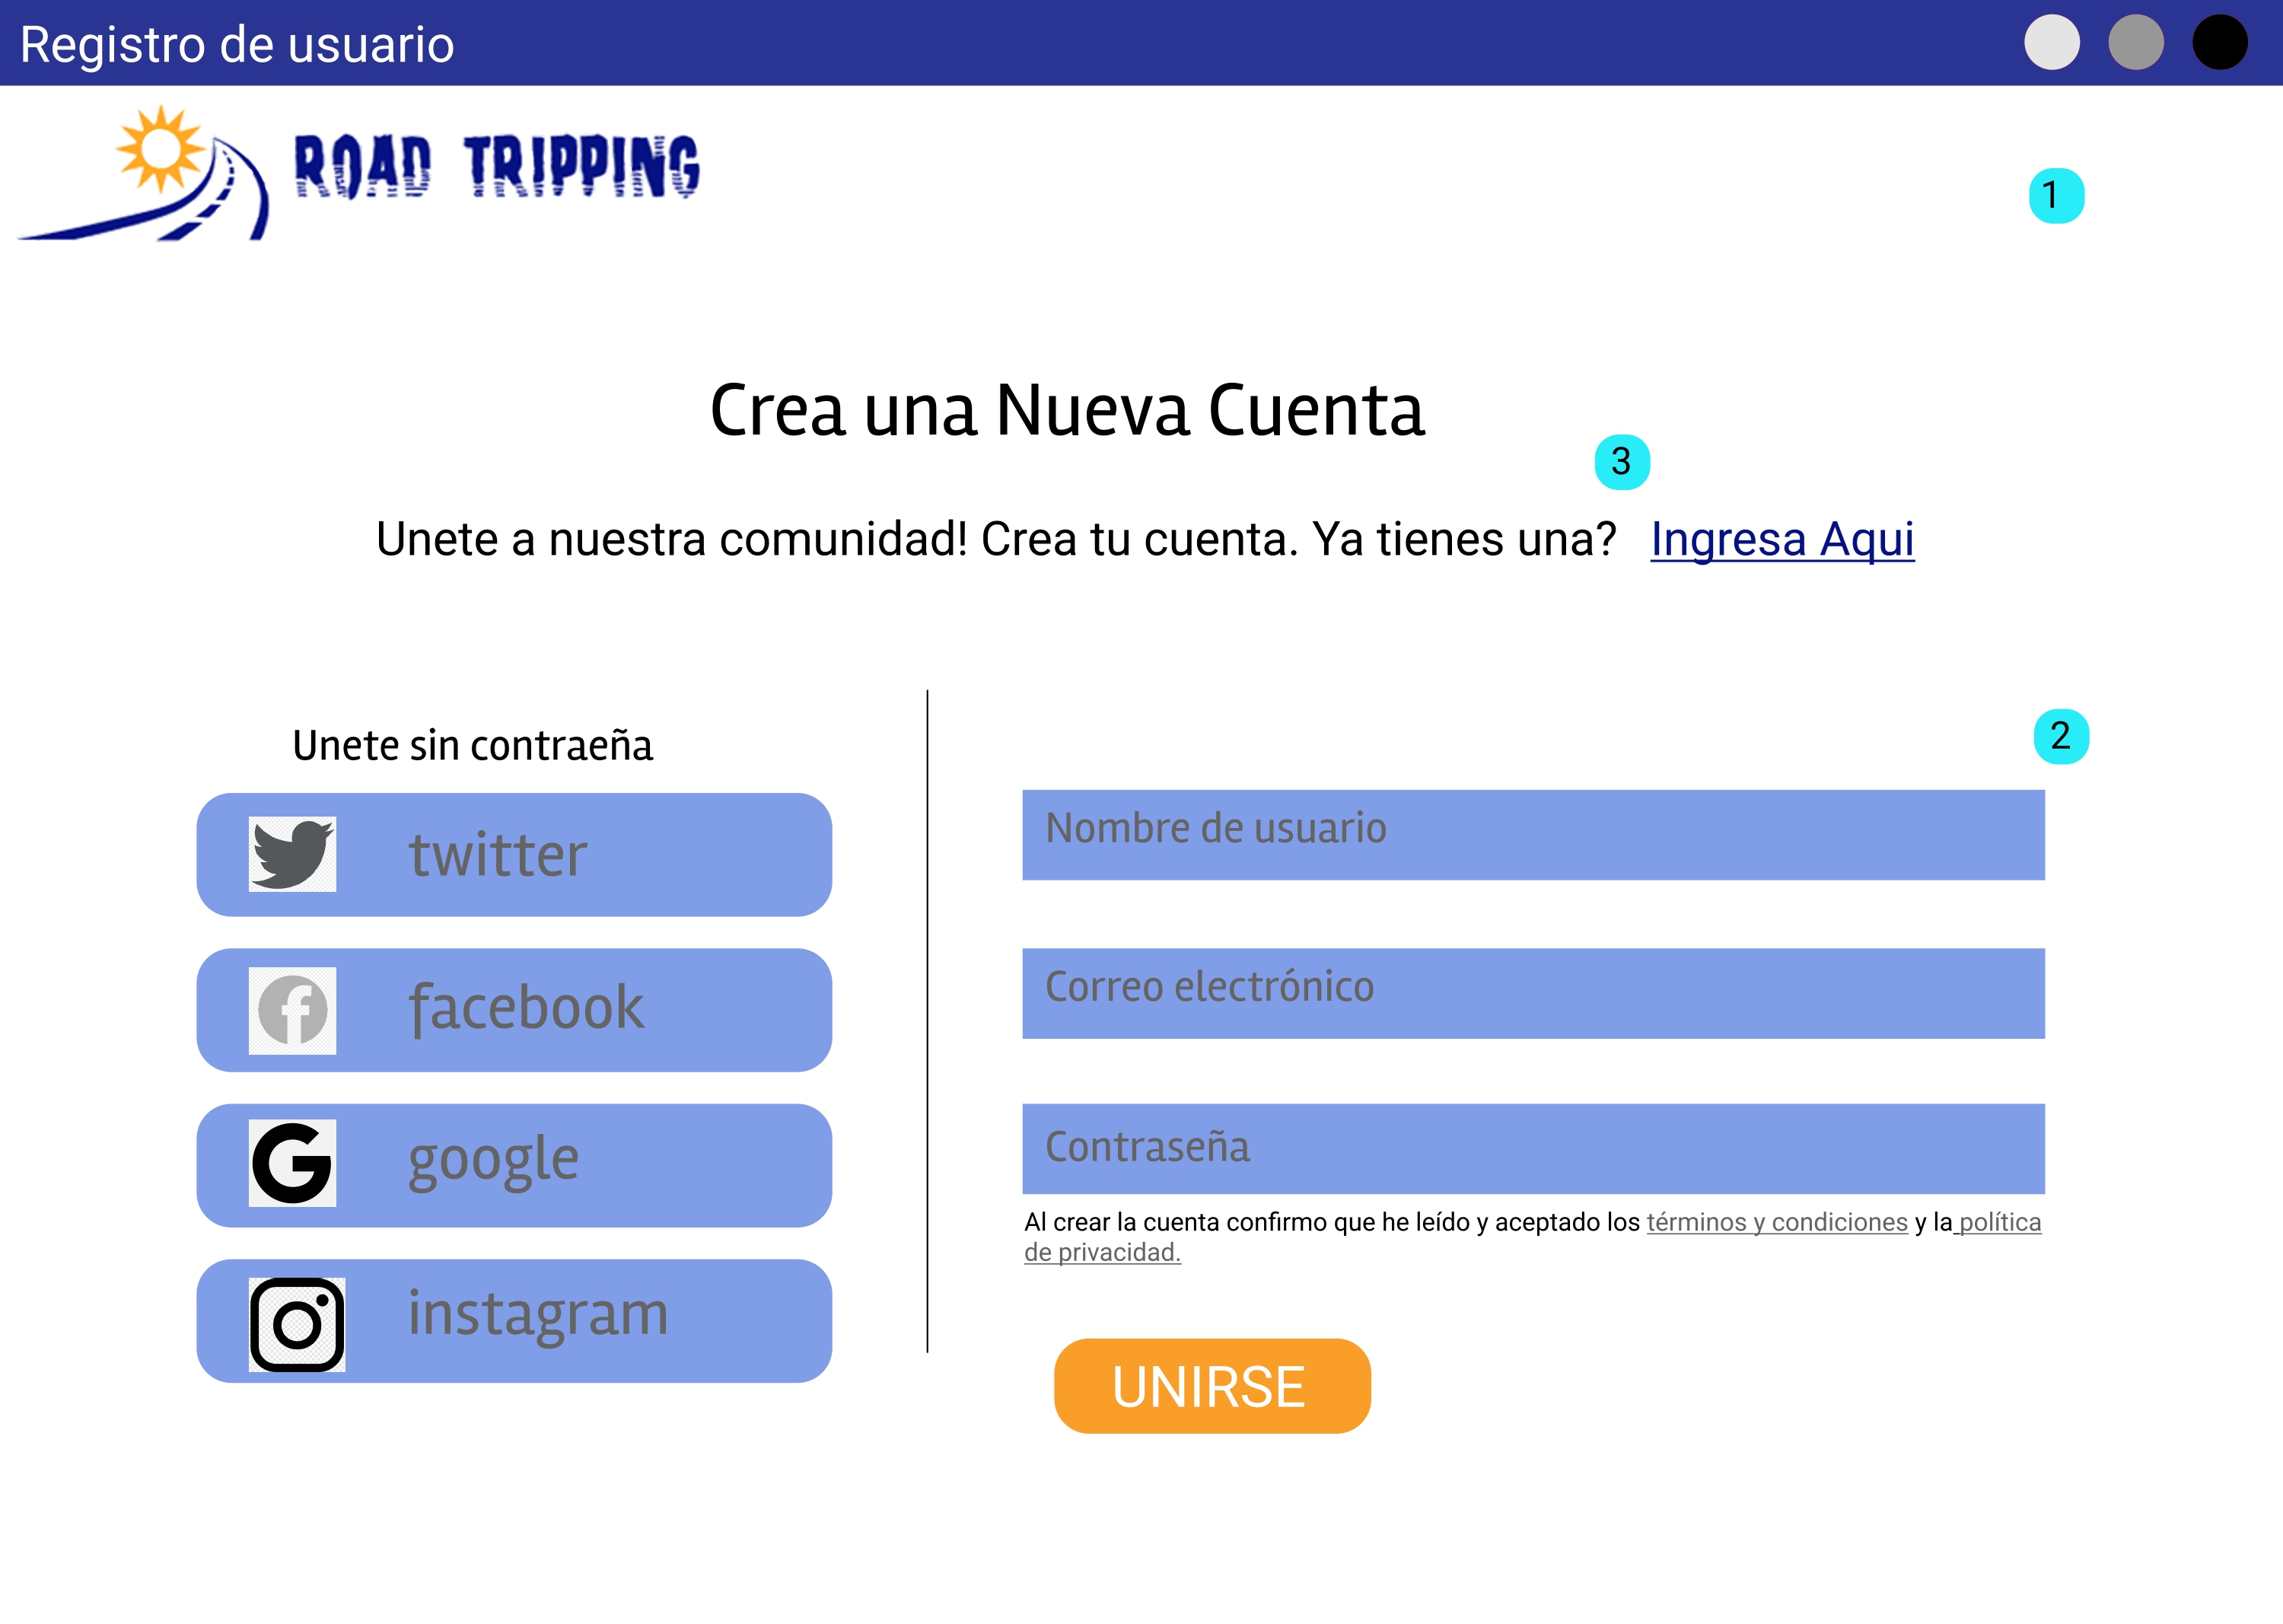 Registro de usuario
ROAD TRIPPING
1
Crea una Nueva Cuenta
3
Unete a nuestra comunidad! Crea tu cuenta. Ya tienes una? Ingresa Aqui
Unete sin contraeña
twitter
facebook
google
instagram
2
Nombre de usuario
Correo electrónico
Contraseña
Al crear la cuenta confirmo que he leído y aceptado los términos y condiciones y la política
de privacidad.
UNIRSE